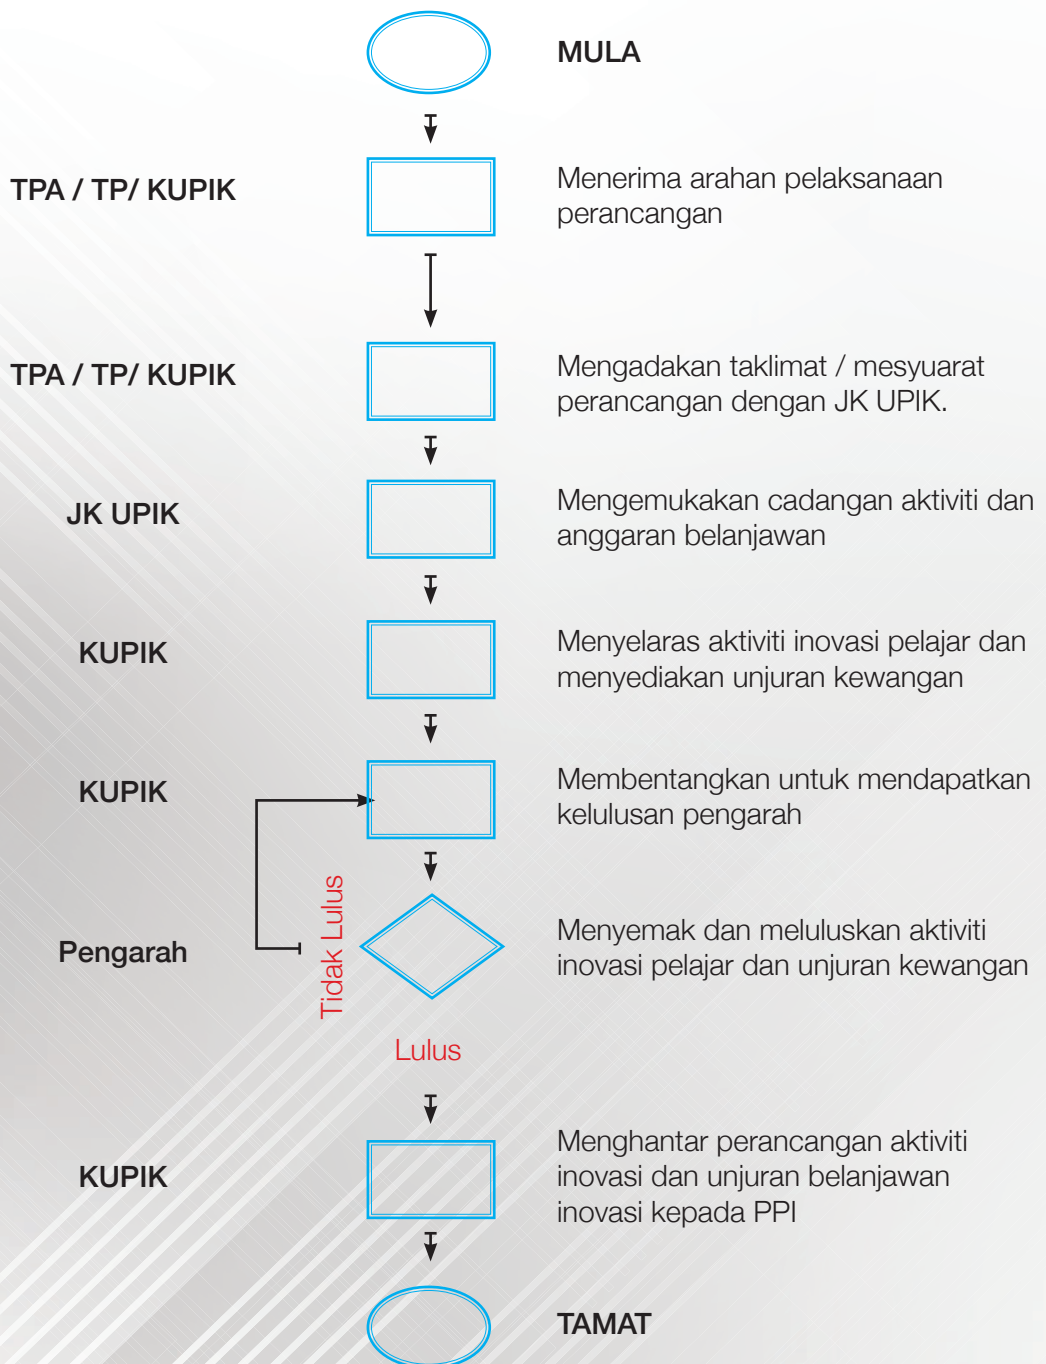 MULA
TPA / TP/ KUPIK
Menerima arahan pelaksanaan
perancangan
TPA / TP/ KUPIK
Mengadakan taklimat / mesyuarat
perancangan dengan JK UPIK.
JK UPIK
Mengemukakan cadangan aktiviti dan
anggaran belanjawan
KUPIK
Menyelaras aktiviti inovasi pelajar dan
menyediakan unjuran kewangan
KUPIK
Membentangkan untuk mendapatkan
kelulusan pengarah
Pengarah
Tidak Lulus
Menyemak dan meluluskan aktiviti
inovasi pelajar dan unjuran kewangan
Lulus
KUPIK
Menghantar perancangan aktiviti
inovasi dan unjuran belanjawan
inovasi kepada PPI
TAMAT